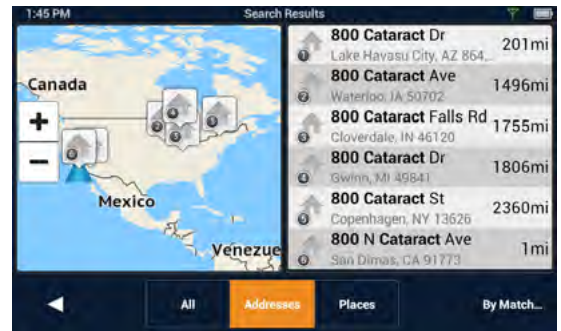 1:45 PM
Search Results
Canada
+
−
Mexico
Venezue
800 Cataract Dr
Lake Havasu City, AZ 864...
201mi
800 Cataract Ave
Waterloo, IA 50702
1496mi
800 Cataract Falls Rd
Cloverdale, IN 46120
1755mi
800 Cataract Dr
Gwinn, MI 49841
1806mi
800 Cataract St
Copenhagen, NY 13626
2360mi
800 N Cataract Ave
San Dimas, CA 91773
1mi
All
Addresses
Places
By Match...